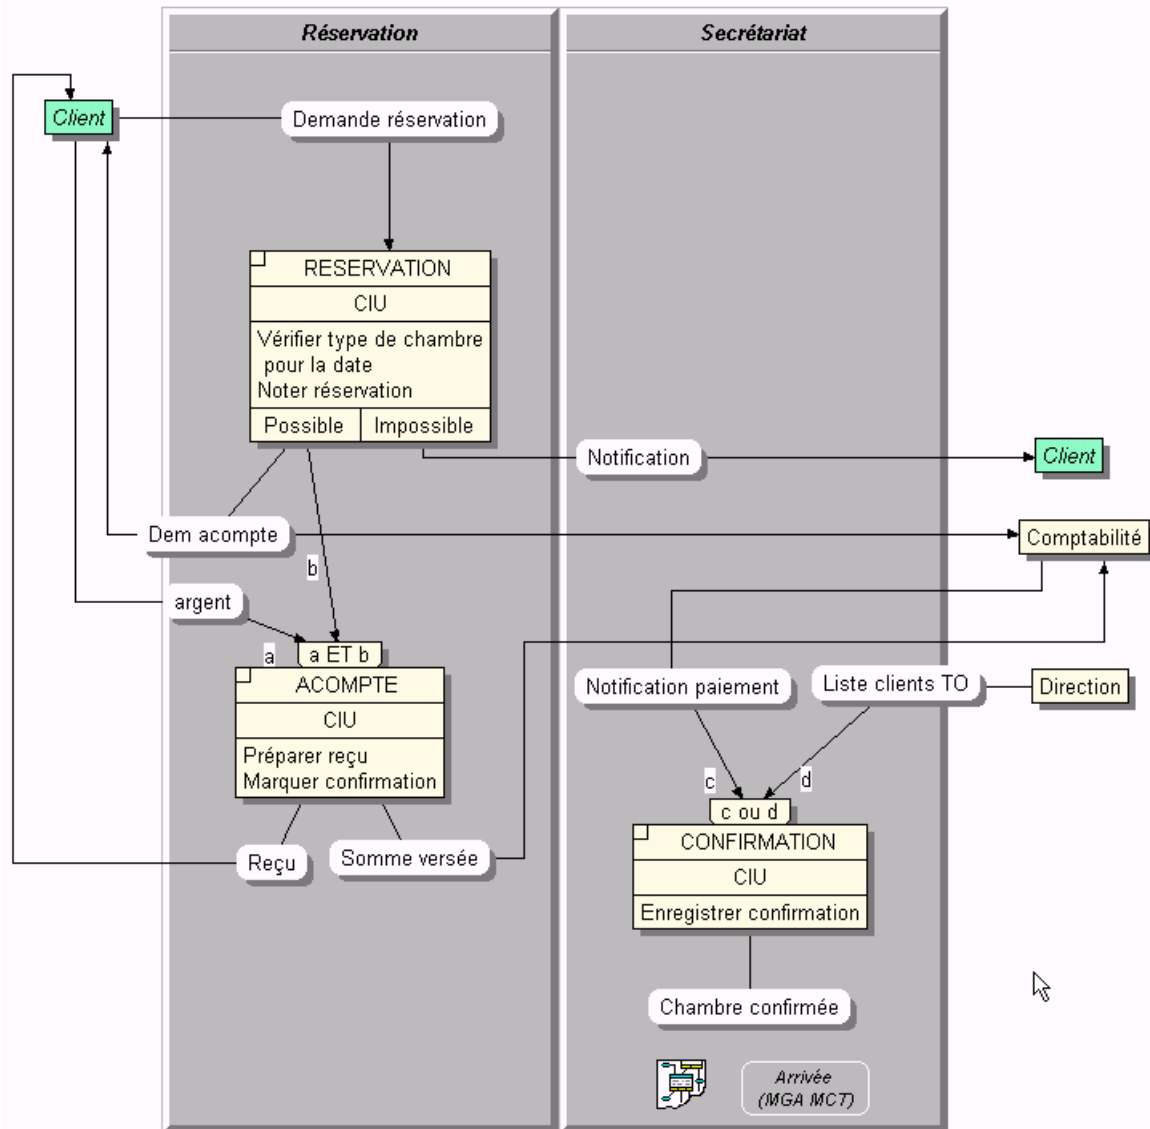 Réservation
Secrétariat
Client
Demande réservation
RESERVATION
CIU
Vérifier type de chambre
pour la date
Noter réservation
Possible
Impossible
Notification
Client
Dem acompte
Comptabilité
b
argent
a
a ET b
ACOMPTE
CIU
Préparer reçu
Marquer confirmation
Notification paiement
Liste clients TO
Direction
c
d
c ou d
CONFIRMATION
CIU
Enregistrer confirmation
Reçu
Somme versée
Chambre confirmée
Arrivée
(MGA MCT)